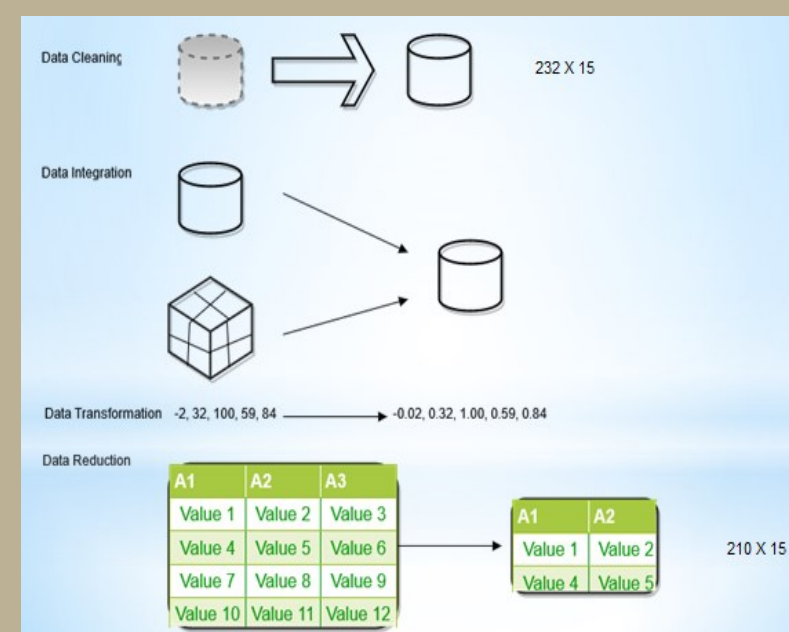 Data Cleaning
232 X 15
Data Integration
Data Transformation -2, 32, 100, 59, 84 -0.02, 0.32, 1.00, 0.59, 0.84
Data Reduction
A1 A2 A3
Value 1 Value 2 Value 3
Value 4 Value 5 Value 6
Value 7 Value 8 Value 9
Value 10 Value 11 Value 12
A1 A2
Value 1 Value 2
Value 4 Value 5
210 X 15